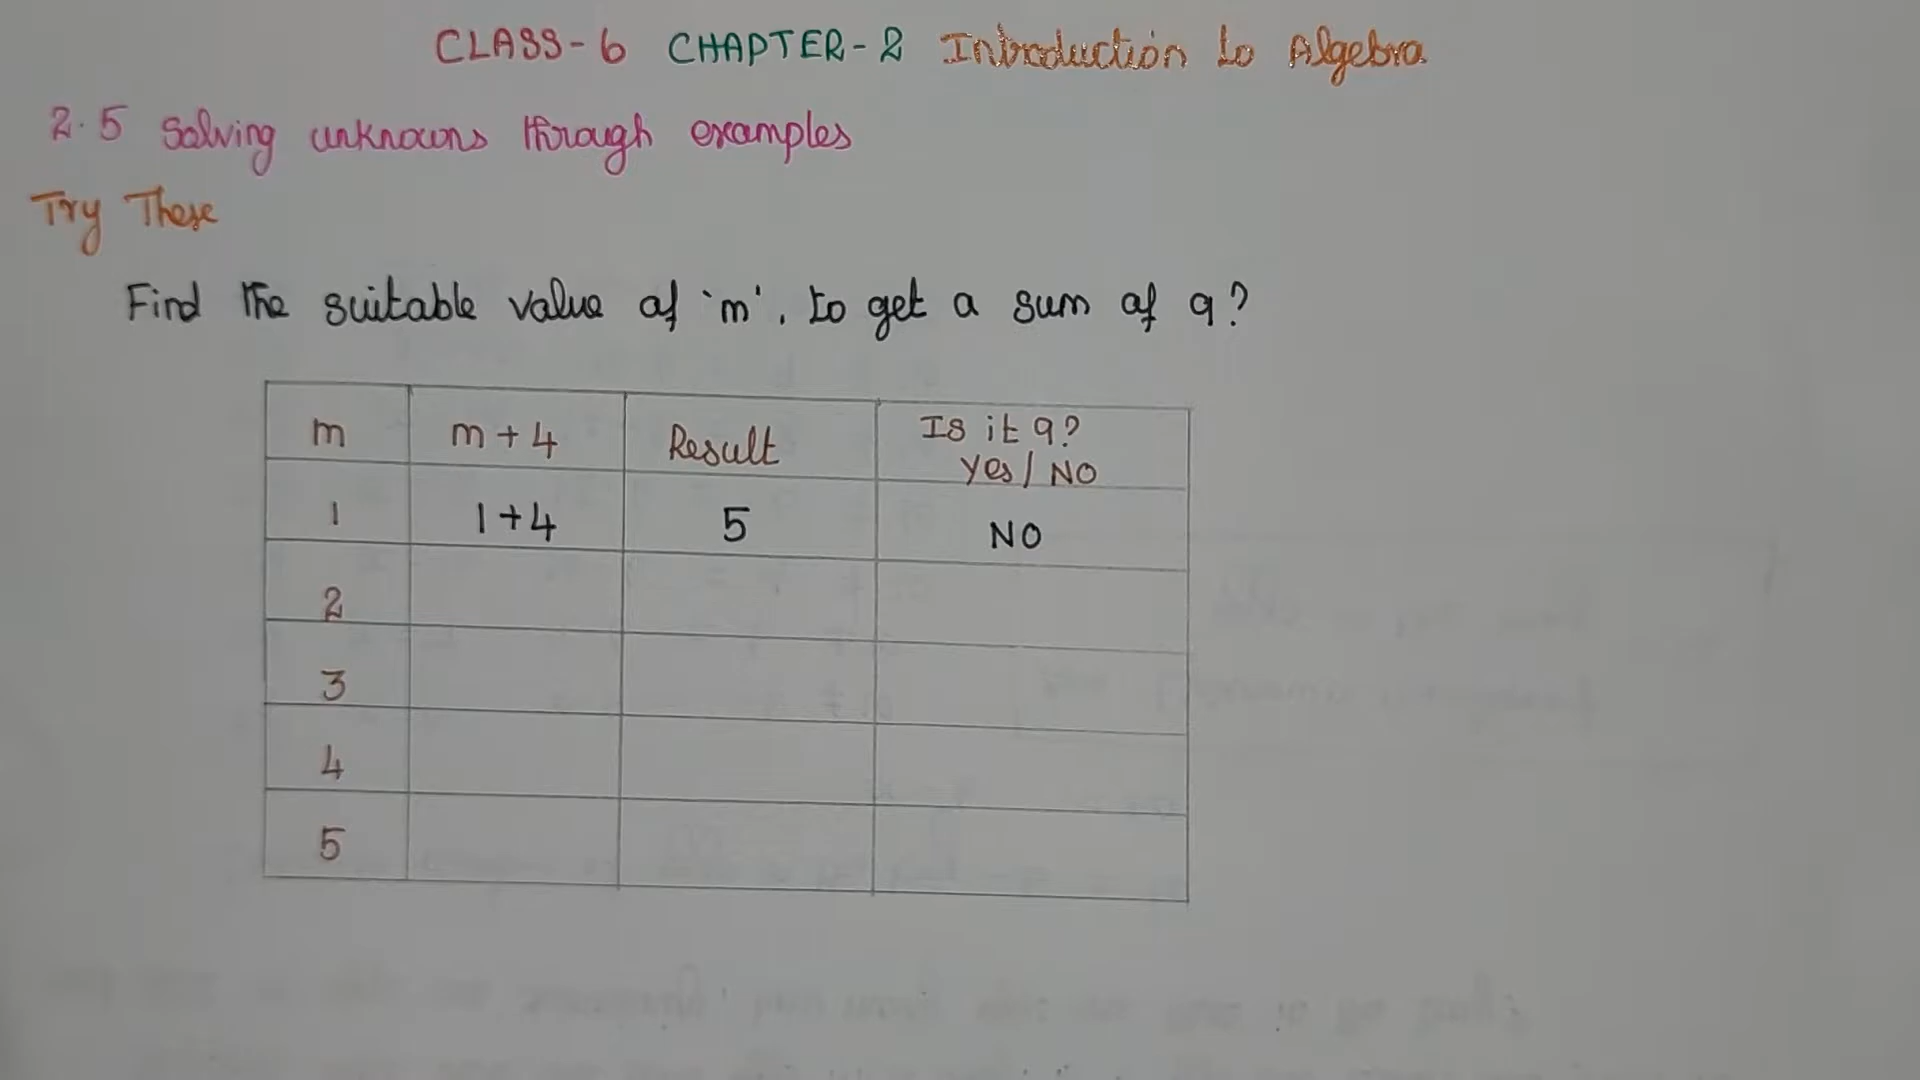 CLASS-6 CHAPTER-2 Introduction to Algebra
2.5 Solving unknowns through examples
Try These
Find the suitable value of 'm', to get a sum of 9?
m m+4 Result Is it 9?
Yes/NO
1 1+4 5 NO
2
3
4
5